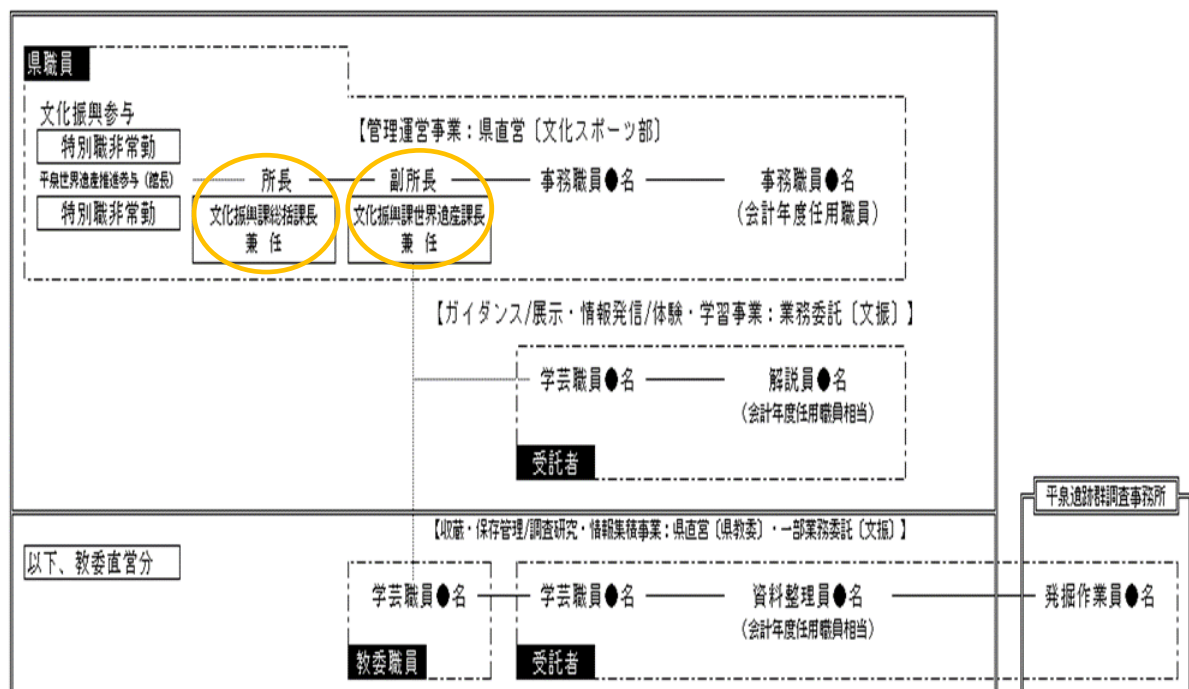 県職員
文化振興参与
特別職非常勤
平泉世界遺産推進参与（館長）
特別職非常勤
【管理運営事業：県直営〔文化スポーツ部〕
所長
副所長
事務職員●名
事務職員●名
（会計年度任用職員）
文化振興課総括課長
兼 任
文化振興課世界遺産課長
兼 任
【ガイダンス/展示・情報発信/体験・学習事業：業務委託〔文振〕】
学芸職員●名
解説員●名
（会計年度任用職員相当）
受託者
平泉遺跡群調査事務所
【収蔵・保存管理/調査研究・情報集積事業：県直営〔県教委〕・一部業務委託〔文振〕】
以下、教委直営分
学芸職員●名
学芸職員●名
資料整理員●名
発掘作業員●名
（会計年度任用職員相当）
教委職員
受託者